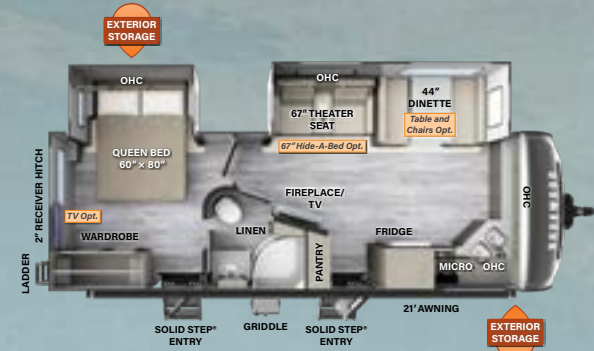 EXTERIOR
STORAGE
OHC
OHC
44"
DINETTE
67" THEATER
SEAT
Table and
Chairs Opt.
67" Hide-A-Bed Opt.
QUEEN BED
60" × 80"
2" RECEIVER HITCH
FIREPLACE/
TV
OHC
TV Opt.
WARDROBE
LINEN
FRIDGE
PANTRY
MICRO
OHC
LADDER
21' AWNING
SOLID STEP®
ENTRY
GRIDDLE
SOLID STEP®
ENTRY
EXTERIOR
STORAGE